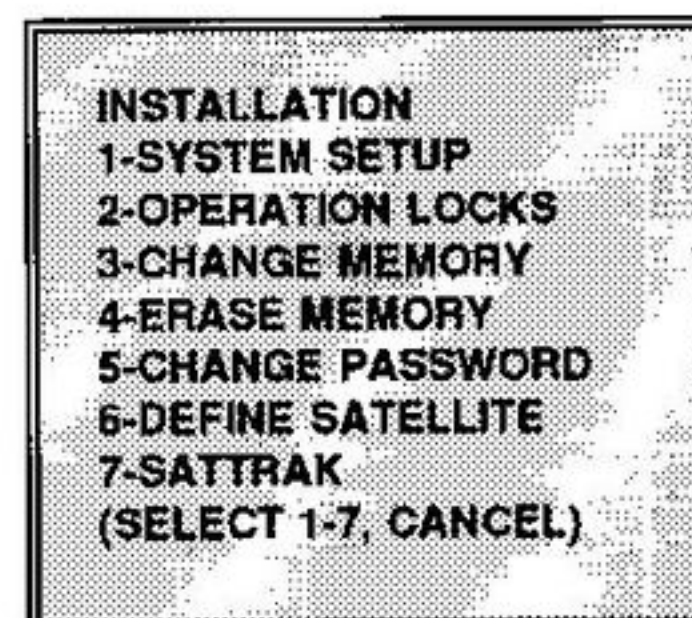 INSTALLATION
1-SYSTEM SETUP
2-OPERATION LOCKS
3-CHANGE MEMORY
4-ERASE MEMORY
5-CHANGE PASSWORD
6-DEFINE SATELLITE
7-SATTRAK
(SELECT 1-7, CANCEL)